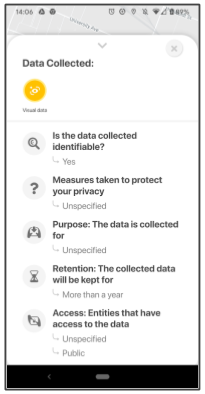 14:06
89%
University Ave
Data Collected:
Visual data
Is the data collected
identifiable?
Yes
Measures taken to protect
your privacy
Unspecified
Purpose: The data is collected
for
Unspecified
Retention: The collected data
will be kept for
More than a year
Access: Entities that have
access to the data
Unspecified
Public